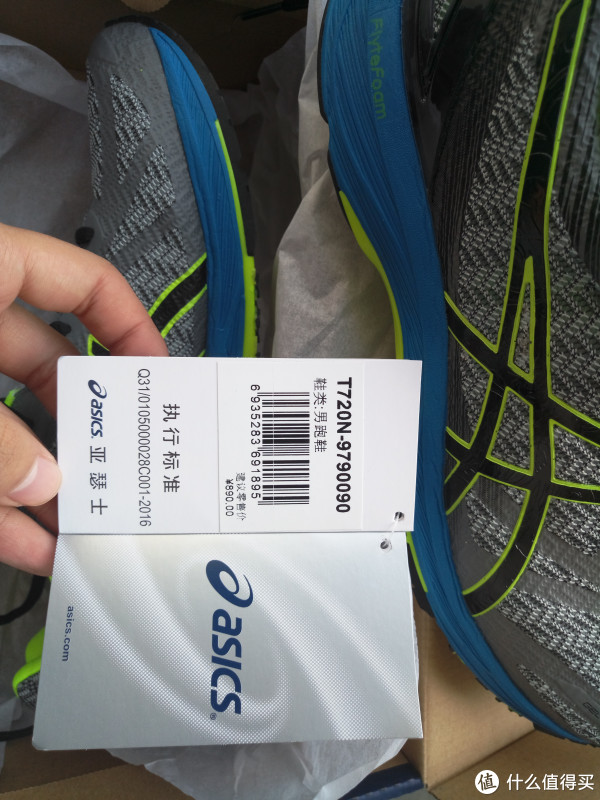 FlyteFoam
T720N-9790090
鞋类:男跑鞋
6 935283 691895
建议零售价
¥890.00
执行标准
Q31/0105000028C001-2016
asics. 亚瑟士
asics®
asics.com
值 什么值得买